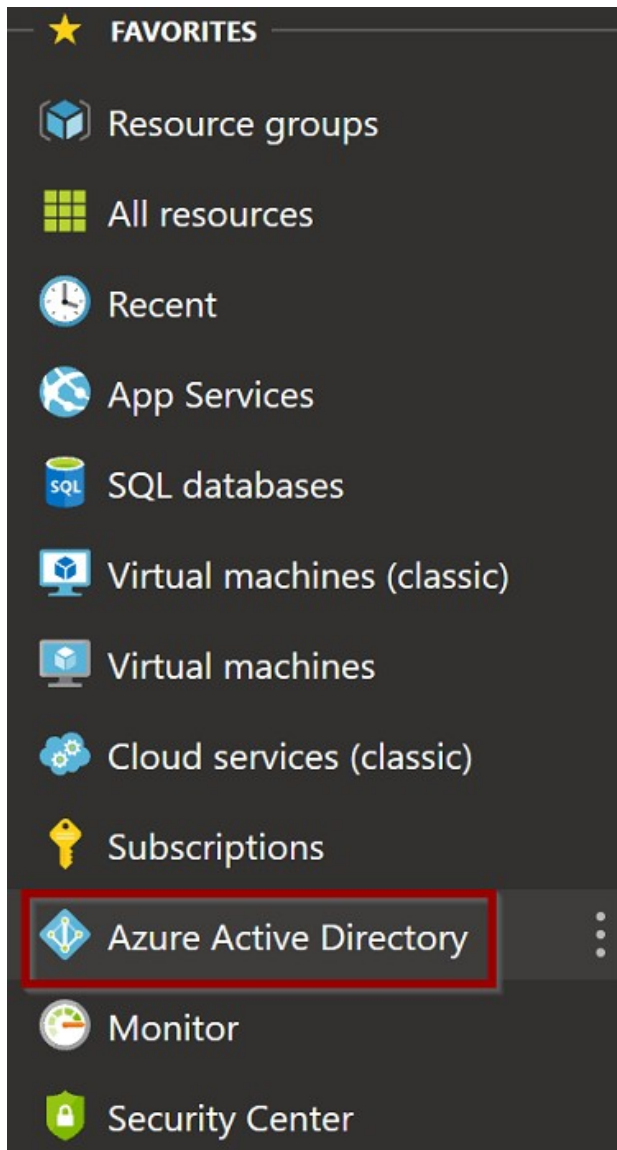 FAVORITES
Resource groups
All resources
Recent
App Services
SQL
SQL databases
Virtual machines (classic)
Virtual machines
Cloud services (classic)
Subscriptions
Azure Active Directory
Monitor
Security Center